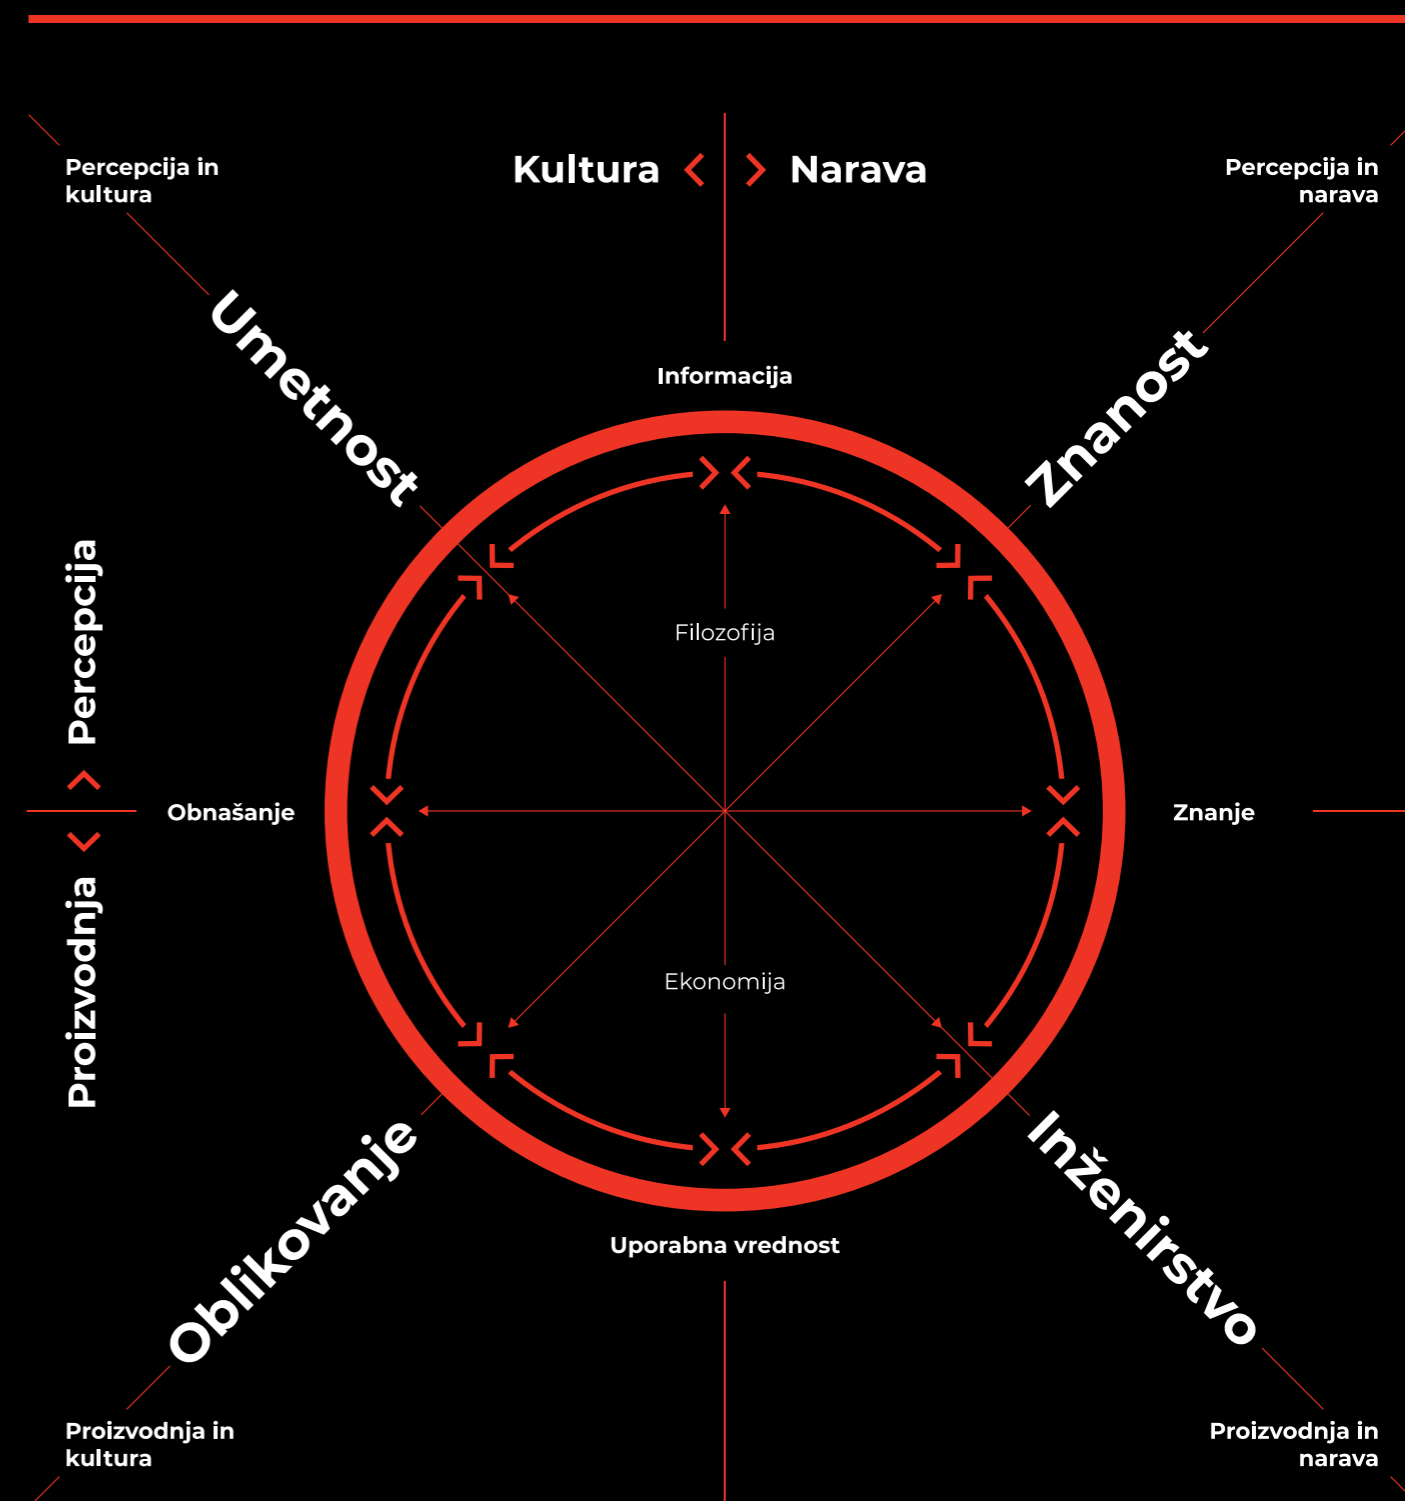 Percepcija in
kultura
Kultura
Narava
Percepcija in
narava
Umetnost
Znanost
Informacija
Percepcija
Filozofija
Obnašanje
Znanje
Proizvodnja
Ekonomija
Oblikovanje
Inženirstvo
Uporabna vrednost
Proizvodnja in
kultura
Proizvodnja in
narava